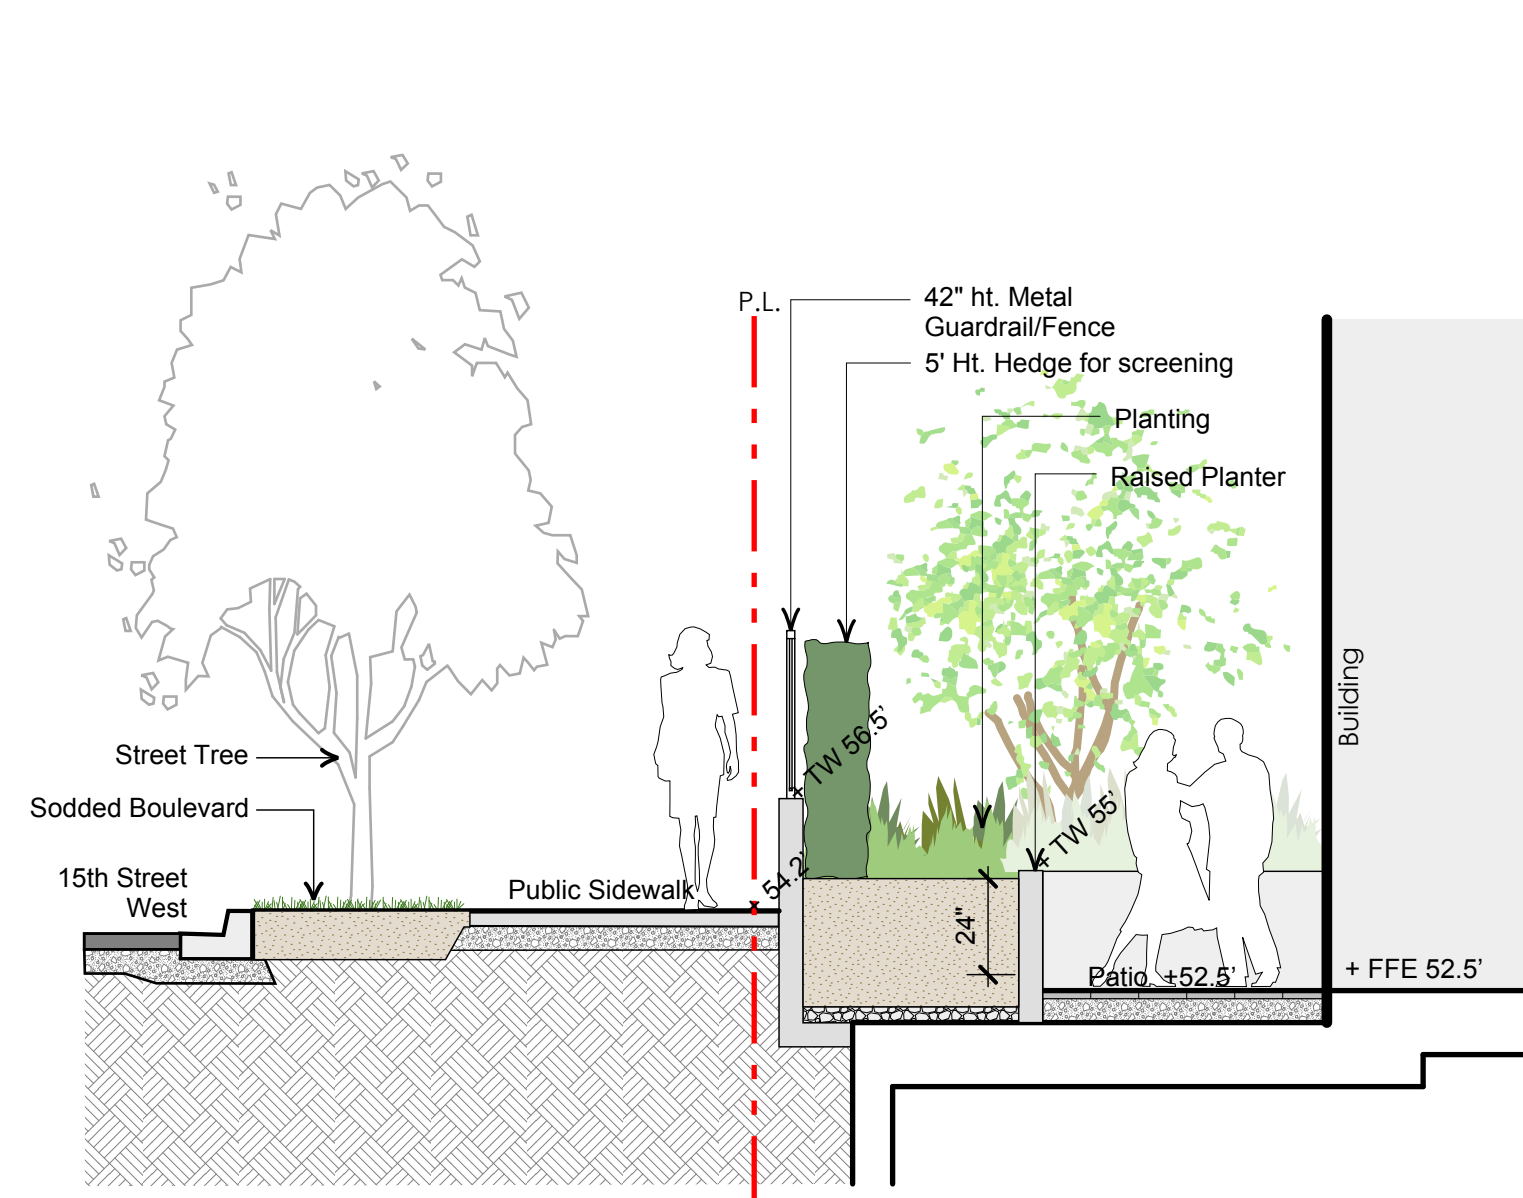 P.L.
42" ht. Metal
Guardrail/Fence
5' Ht. Hedge for screening
Planting
Raised Planter
Building
TW 56.5'
Street Tree
Sodded Boulevard
+ TW 55'
15th Street
West
Public Sidewalk
54.2'
24"
Patio +52.5'
+ FFE 52.5'